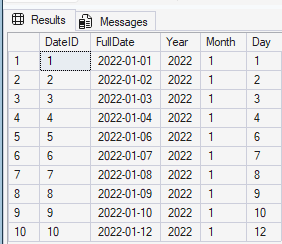 Results Messages
DateID FullDate Year Month Day
1 1 2022-01-01 2022 1 1
2 2 2022-01-02 2022 1 2
3 3 2022-01-03 2022 1 3
4 4 2022-01-04 2022 1 4
5 5 2022-01-06 2022 1 6
6 6 2022-01-07 2022 1 7
7 7 2022-01-08 2022 1 8
8 8 2022-01-09 2022 1 9
9 9 2022-01-10 2022 1 10
10 10 2022-01-12 2022 1 12